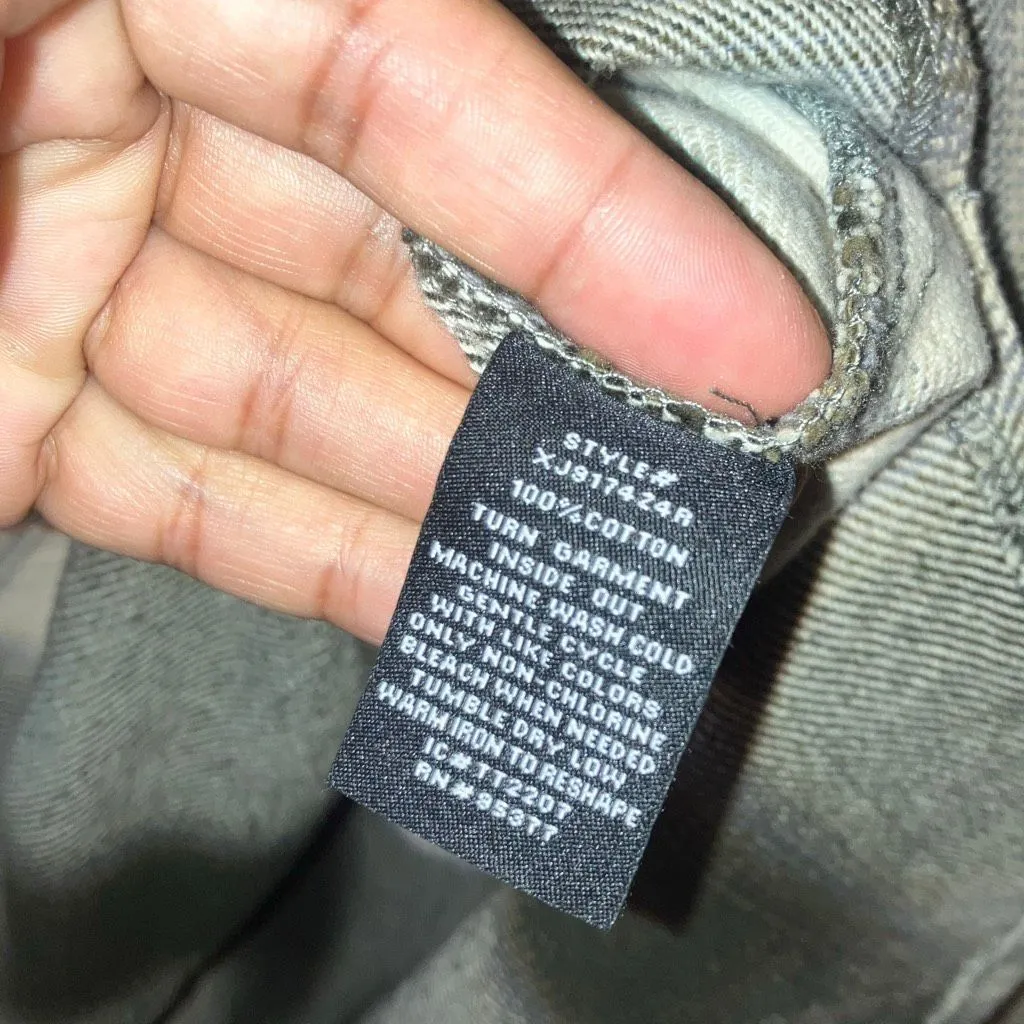 STYLE#
XJ817424R
100%COTTON
TURN GARMENT
INSIDE OUT
MACHINE WASH COLD
GENTLE CYCLE
WITH LIKE COLORS
ONLY NON-CHLORINE
BLEACH WHEN NEEDED
TUMBLE DRY, LOW
WARM IRON TO RESHAPE
IC#TT2207
RN#95377